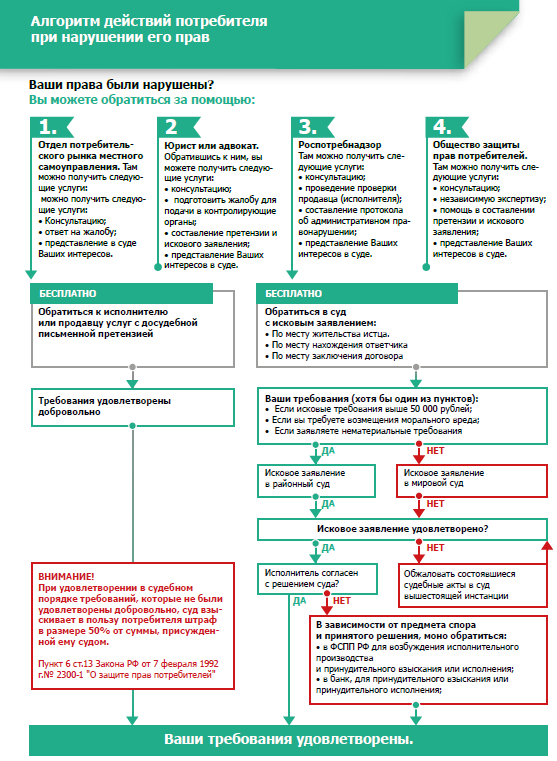 Алгоритм действий потребителя
при нарушении его прав
Ваши права были нарушены?
Вы можете обратиться за помощью:
1.
Отдел потребитель-
ского рынка местного
самоуправления. Там
можно получить следую-
щие услуги:
можно получить следую-
щие услуги:
• Консультацию;
• ответ на жалобу;
• представление в суде
Ваших интересов.
2
Юрист или адвокат.
Обратившись к ним, вы
можете получить следую-
щие услуги:
• консультацию;
• подготовить жалобу для
подачи в контролирующие
органы;
• составление претензии и
искового заявления;
• представление Ваших
интересов в суде.
3.
Роспотребнадзор
Там можно получить сле-
дующие услуги:
• консультацию;
• проведение проверки
продавца (исполнителя);
• составление протокола
об административном пра-
вонарушении;
• представление Ваших
интересов в суде.
4.
Общество защиты
прав потребителей.
Там можно получить сле-
дующие услуги:
• консультацию;
• независимую экспертизу;
• помощь в составлении
претензии и искового
заявления;
• представление Ваших
интересов в суде.
БЕСПЛАТНО
Обратиться к исполнителю
или продавцу услуг с досудебной
письменной претензией
Требования удовлетворены
добровольно
ВНИМАНИЕ!
При удовлетворении в судебном
порядке требований, которые не были
удовлетворены добровольно, суд взы-
скивает в пользу потребителя штраф
в размере 50% от суммы, присужден-
ной ему судом.
Пункт 6 ст.13 Закона РФ от 7 февраля 1992
г.№ 2300-1 "О защите прав потребителей"
БЕСПЛАТНО
Обратиться в суд
с исковым заявлением:
• По месту жительства истца.
• По месту нахождения ответчика
• По месту заключения договора
Ваши требования (хотя бы один из пунктов):
• Если исковые требования выше 50 000 рублей;
• Если вы требуете возмещения морального вреда;
• Если заявляете нематериальные требования
ДА
НЕТ
Исковое заявление
в районный суд
Исковое заявление
в мировой суд
ДА
НЕТ
Исковое заявление удовлетворено?
ДА
НЕТ
Исполнитель согласен
с решением суда?
Обжаловать состоявшиеся
судебные акты в суд
вышестоящей инстанции
ДА
НЕТ
В зависимости от предмета спора
и принятого решения, моно обратиться:
• в ФСПП РФ для возбуждения исполнительного
производства
и принудительного взыскания или исполнения;
• в банк, для принудительного взыскания или
принудительного исполнения;
Ваши требования удовлетворены.